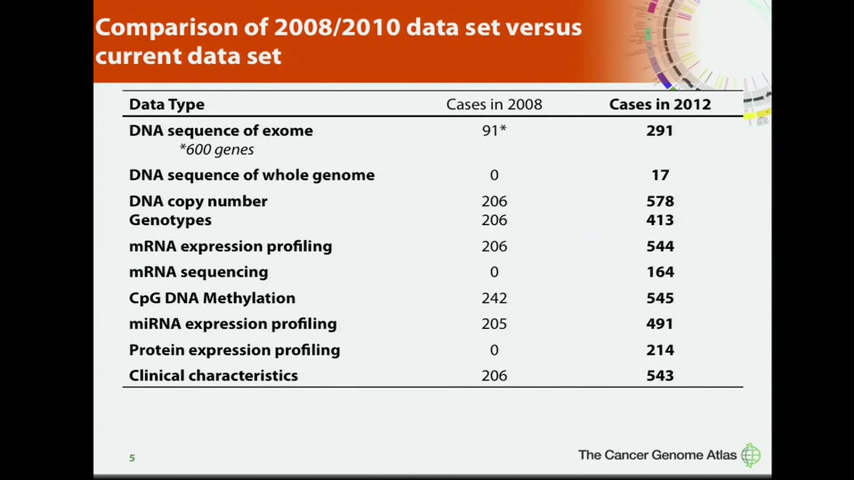 Comparison of 2008/2010 data set versus
current data set
Data Type Cases in 2008 Cases in 2012
DNA sequence of exome 91* 291
*600 genes
DNA sequence of whole genome 0 17
DNA copy number 206 578
Genotypes 206 413
mRNA expression profiling 206 544
mRNA sequencing 0 164
CpG DNA Methylation 242 545
miRNA expression profiling 205 491
Protein expression profiling 0 214
Clinical characteristics 206 543
5 The Cancer Genome Atlas